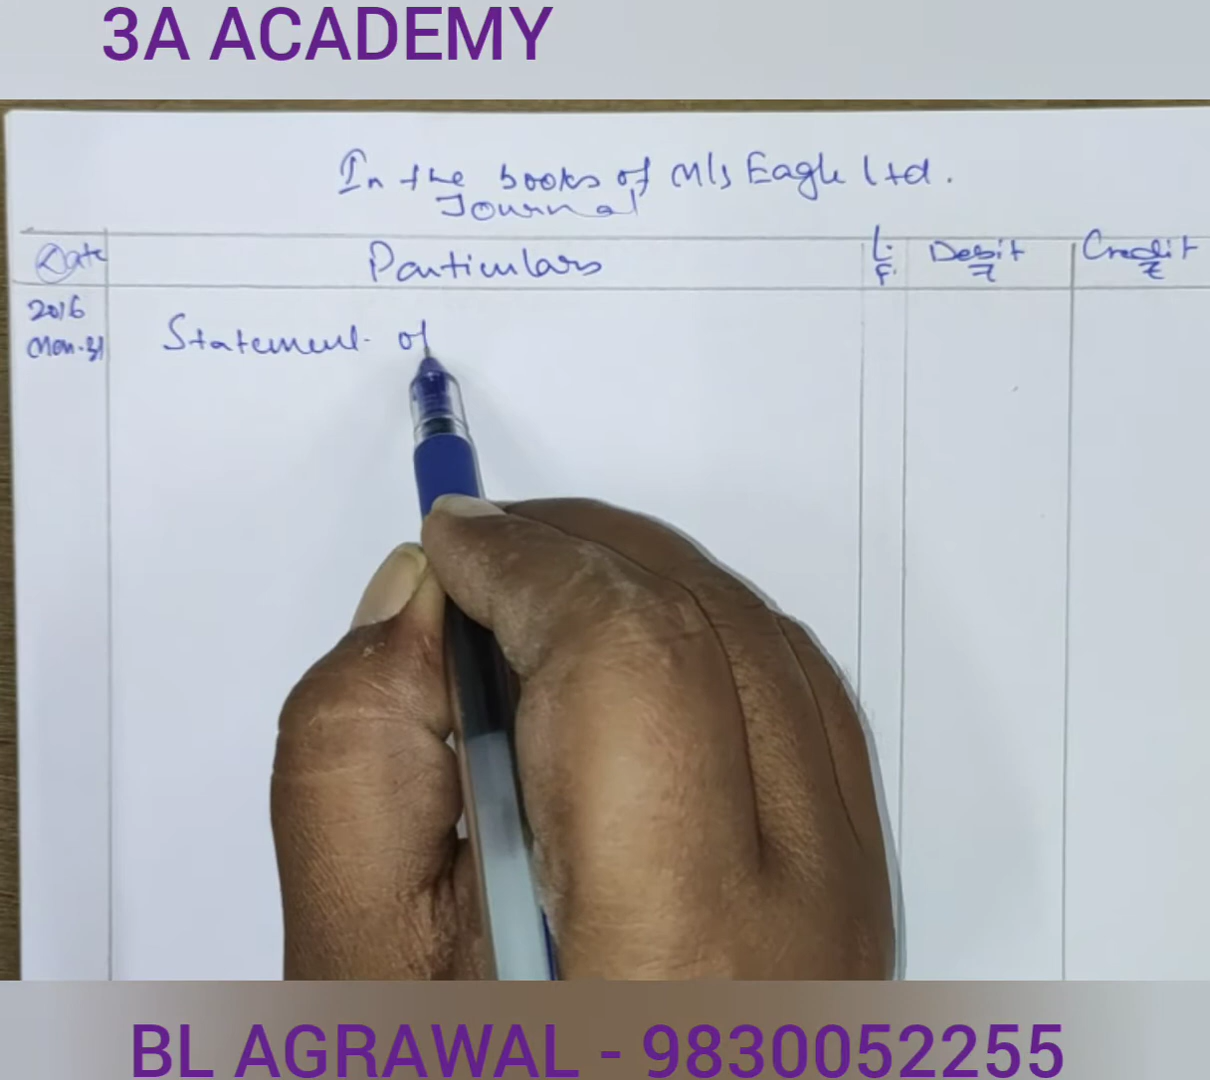 3A ACADEMY
In the books of M/s Eagle Ltd.
Journal
Date Particulars L.F. Debit ₹ Credit ₹
2016
Mar. 31 Statement of
BL AGRAWAL - 9830052255